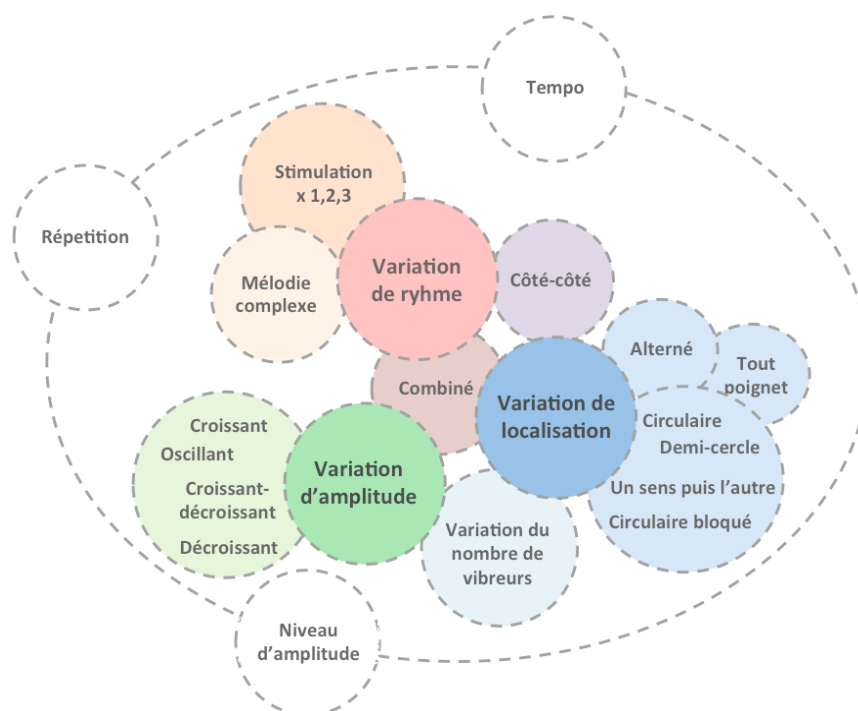 Tempo
Stimulation
x 1,2,3
Répetition
Variation
de ryhme
Côté-côté
Mélodie
complexe
Alterné
Tout
poignet
Combiné
Variation de
localisation
Circulaire
Demi-cercle
Un sens puis l’autre
Circulaire bloqué
Croissant
Oscillant
Croissant-
décroissant
Décroissant
Variation
d’amplitude
Variation du
nombre de
vibreurs
Niveau
d’amplitude